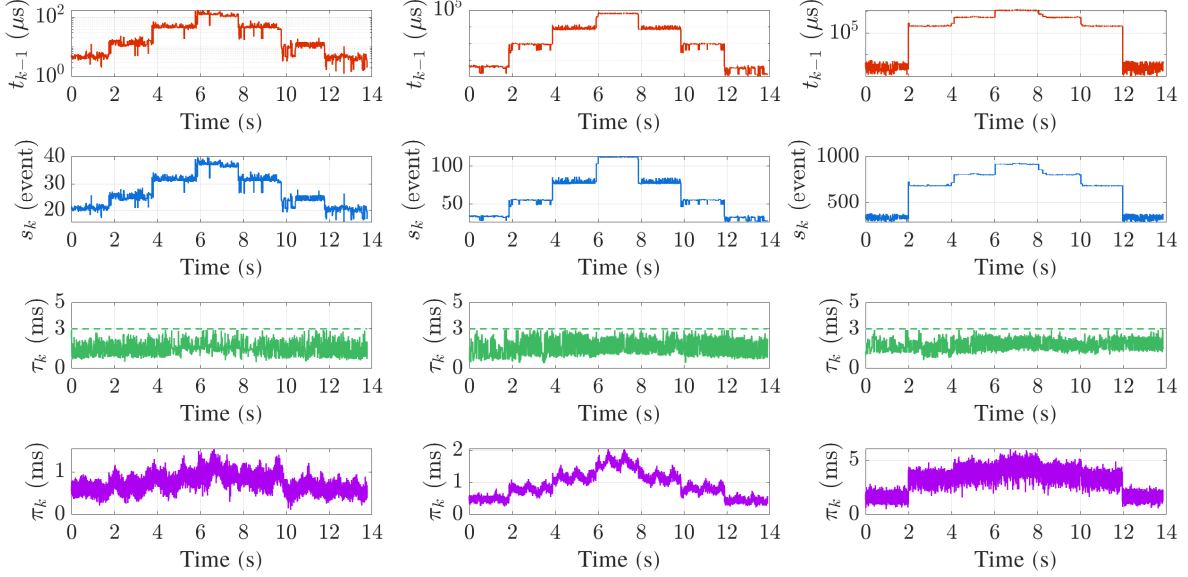 t_{k−1} (μs) 10^2 10^0 0 2 4 6 8 10 12 14 Time (s)
t_{k−1} (μs) 10^5 0 2 4 6 8 10 12 14 Time (s)
t_{k−1} (μs) 10^5 0 2 4 6 8 10 12 14 Time (s)
s_k (event) 40 30 20 0 2 4 6 8 10 12 14 Time (s)
s_k (event) 100 50 0 2 4 6 8 10 12 14 Time (s)
s_k (event) 1000 500 0 2 4 6 8 10 12 14 Time (s)
τ_k (ms) 5 3 0 0 2 4 6 8 10 12 14 Time (s)
τ_k (ms) 5 3 0 0 2 4 6 8 10 12 14 Time (s)
τ_k (ms) 5 3 0 0 2 4 6 8 10 12 14 Time (s)
π_k (ms) 1 0 0 2 4 6 8 10 12 14 Time (s)
π_k (ms) 2 1 0 0 2 4 6 8 10 12 14 Time (s)
π_k (ms) 5 0 0 2 4 6 8 10 12 14 Time (s)